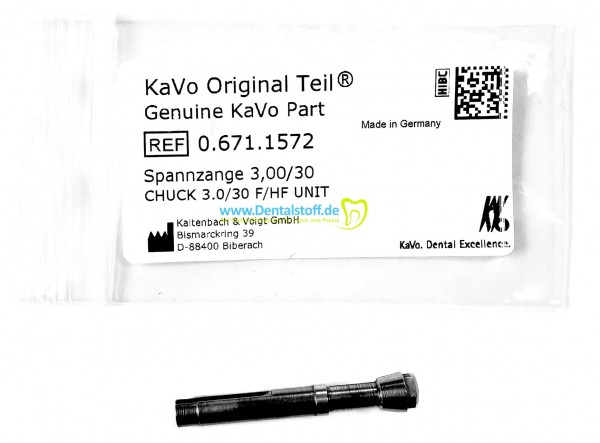 KaVo Original Teil®
Genuine KaVo Part
REF 0.671.1572
HIBC
Made in Germany
Spannzange 3,00/30
CHUCK 3.0/30 F/HF UNIT
www.Dentalstoff.de
Kaltenbach & Voigt GmbH
Bismarckring 39
D-88400 Biberach
KaVo. Dental Excellence.